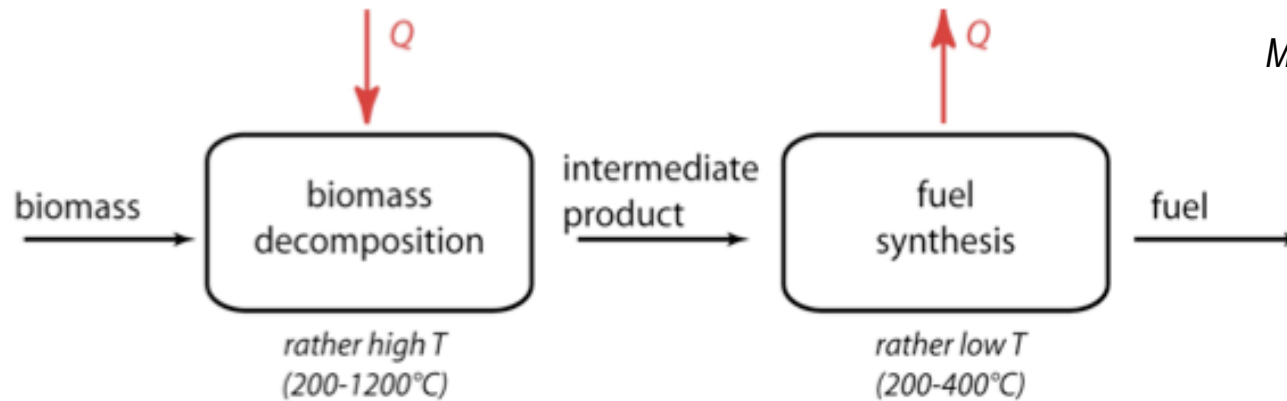 Q
Q
M
biomass
biomass
decomposition
intermediate
product
fuel
synthesis
fuel
rather high T
(200-1200°C)
rather low T
(200-400°C)